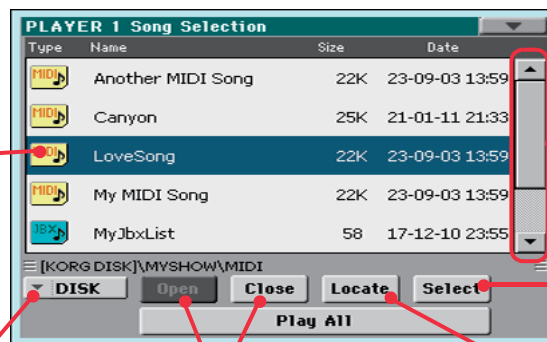 PLAYER 1 Song Selection
Type Name Size Date
MIDI Another MIDI Song 22K 23-09-03 13:59
MIDI Canyon 25K 21-01-11 21:33
MIDI LoveSong 22K 23-09-03 13:59
MIDI My MIDI Song 22K 23-09-03 13:59
JBX MyJbxList 58 17-12-10 23:55
[KORG DISK]\MYSHOW\MIDI
DISK Open Close Locate Select
Play All